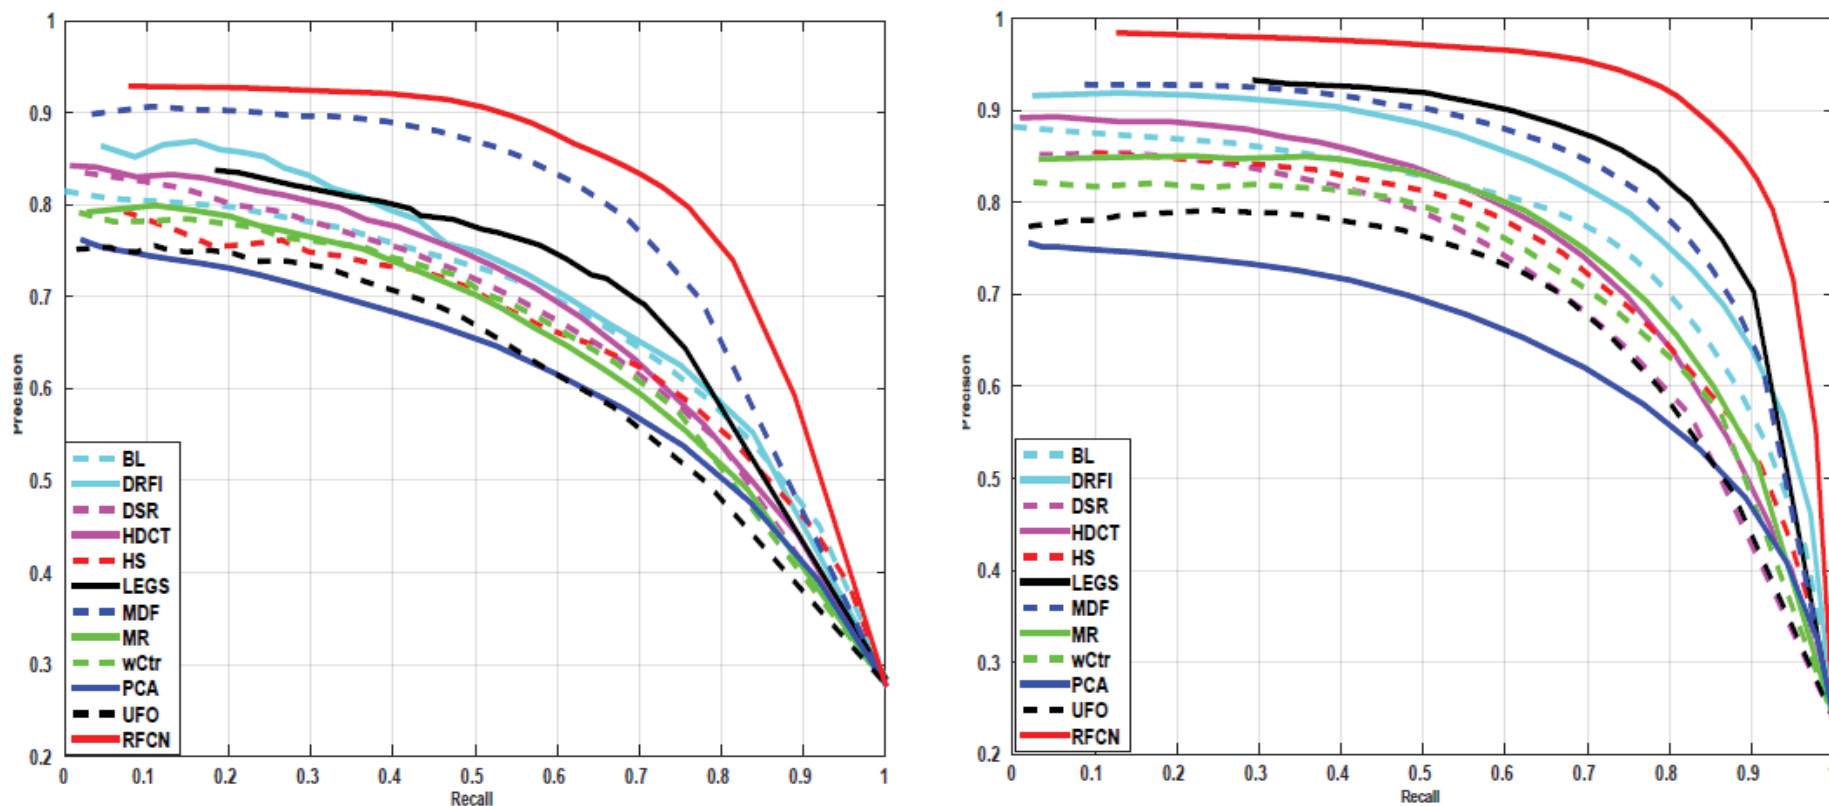 1
0.9
0.8
0.7
0.6
0.5
0.4
0.3
0.2
Precision
BL
DRFI
DSR
HDCT
HS
LEGS
MDF
MR
wCtr
PCA
UFO
RFCN
0 0.1 0.2 0.3 0.4 0.5 0.6 0.7 0.8 0.9 1
Recall
1
0.9
0.8
0.7
0.6
0.5
0.4
0.3
0.2
Precision
BL
DRFI
DSR
HDCT
HS
LEGS
MDF
MR
wCtr
PCA
UFO
RFCN
0 0.1 0.2 0.3 0.4 0.5 0.6 0.7 0.8 0.9
Recall